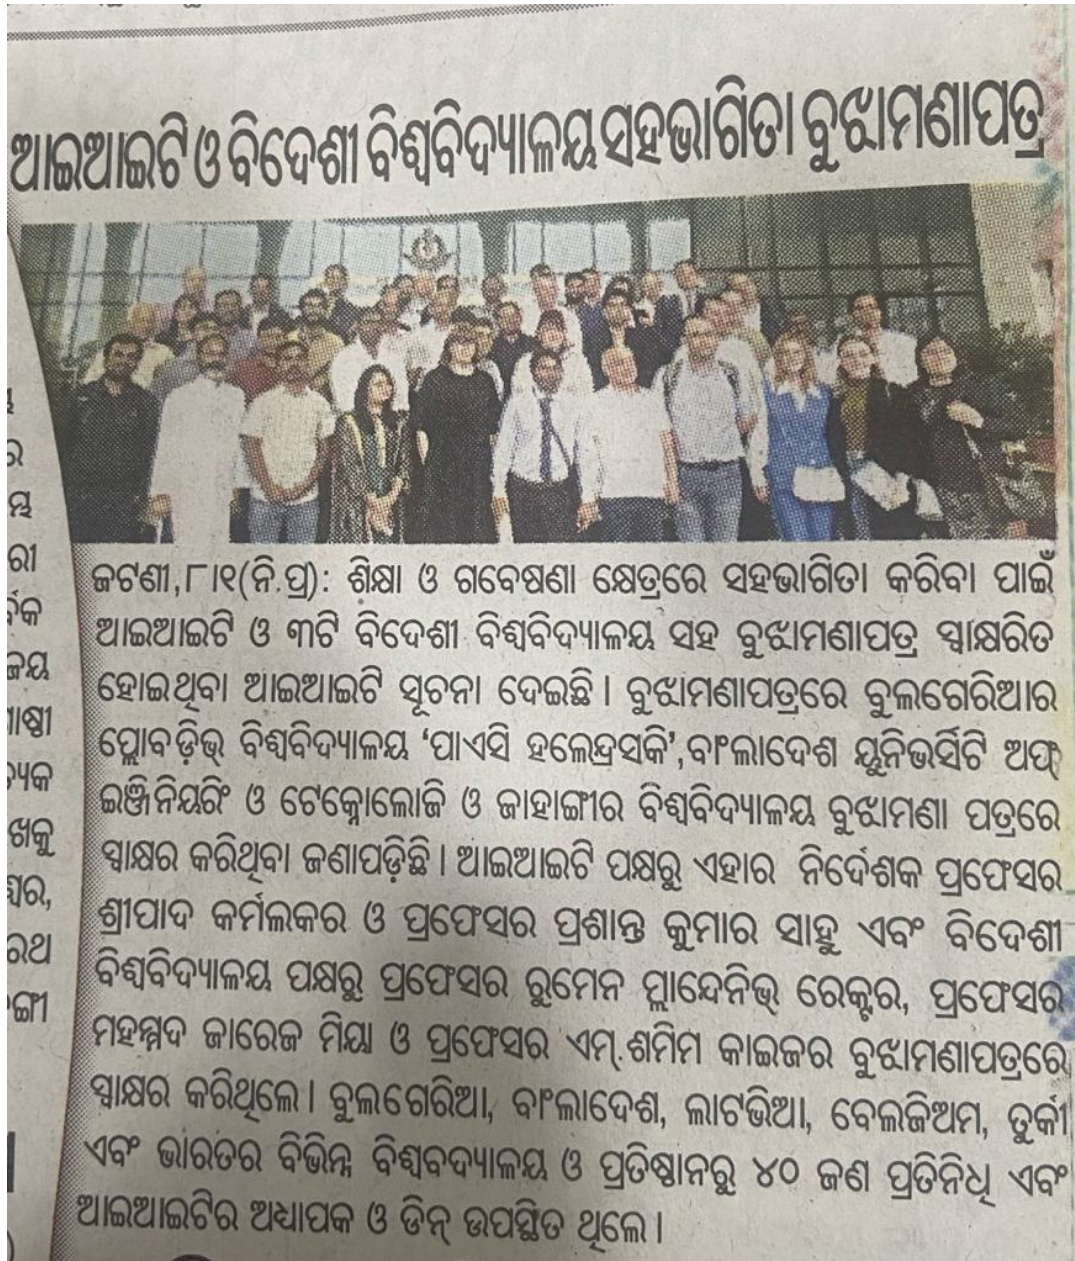 ଆଇଆଇଟି ଓ ବିଦେଶୀ ବିଶ୍ୱବିଦ୍ୟାଳୟ ସହଭାଗିତା ବୁଝାମଣାପତ୍ର
ଜଟଣୀ,୮।୧(ନି.ପ୍ର): ଶିକ୍ଷା ଓ ଗବେଷଣା କ୍ଷେତ୍ରରେ ସହଭାଗିତା କରିବା ପାଇଁ
ଆଇଆଇଟି ଓ ୩ଟି ବିଦେଶୀ ବିଶ୍ୱବିଦ୍ୟାଳୟ ସହ ବୁଝାମଣାପତ୍ର ସ୍ୱାକ୍ଷରିତ
ହୋଇଥିବା ଆଇଆଇଟି ସୂଚନା ଦେଇଛି। ବୁଝାମଣାପତ୍ରରେ ବୁଲଗେରିଆର
ପ୍ଲୋବଡ଼ିଭ୍ ବିଶ୍ୱବିଦ୍ୟାଳୟ ‘ପାଏସି ହଲେନ୍ଦ୍ରସକି’,ବାଂଲାଦେଶ ୟୁନିଭର୍ସିଟି ଅଫ୍
ଇଞ୍ଜିନିୟରିଂ ଓ ଟେକ୍ନୋଲୋଜି ଓ ଜାହାଙ୍ଗୀର ବିଶ୍ୱବିଦ୍ୟାଳୟ ବୁଝାମଣା ପତ୍ରରେ
ସ୍ୱାକ୍ଷର କରିଥିବା ଜଣାପଡ଼ିଛି। ଆଇଆଇଟି ପକ୍ଷରୁ ଏହାର ନିର୍ଦେଶକ ପ୍ରଫେସର
ଶ୍ରୀପାଦ କର୍ମଲକର ଓ ପ୍ରଫେସର ପ୍ରଶାନ୍ତ କୁମାର ସାହୁ ଏବଂ ବିଦେଶୀ
ବିଶ୍ୱବିଦ୍ୟାଳୟ ପକ୍ଷରୁ ପ୍ରଫେସର ରୁମେନ ମ୍ଲାଦେନିଭ୍ ରେକ୍ଟର, ପ୍ରଫେସର
ମହମ୍ମଦ ଜାରେଜ ମିୟା ଓ ପ୍ରଫେସର ଏମ୍.ଶମିମ କାଇଜର ବୁଝାମଣାପତ୍ରରେ
ସ୍ୱାକ୍ଷର କରିଥିଲେ। ବୁଲଗେରିଆ, ବାଂଲାଦେଶ, ଲାଟଭିଆ, ବେଲଜିଅମ, ତୁର୍କୀ
ଏବଂ ଭାରତର ବିଭିନ୍ନ ବିଶ୍ୱବଦ୍ୟାଳୟ ଓ ପ୍ରତିଷ୍ଠାନରୁ ୪୦ ଜଣ ପ୍ରତିନିଧି ଏବଂ
ଆଇଆଇଟିର ଅଧ୍ୟାପକ ଓ ଡିନ୍ ଉପସ୍ଥିତ ଥିଲେ।